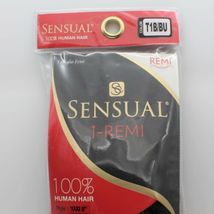 SENSUAL®
100% HUMAN HAIR
T1B/BU
REMI
S
SENSUAL®
I-REMI
100%
HUMAN HAIR